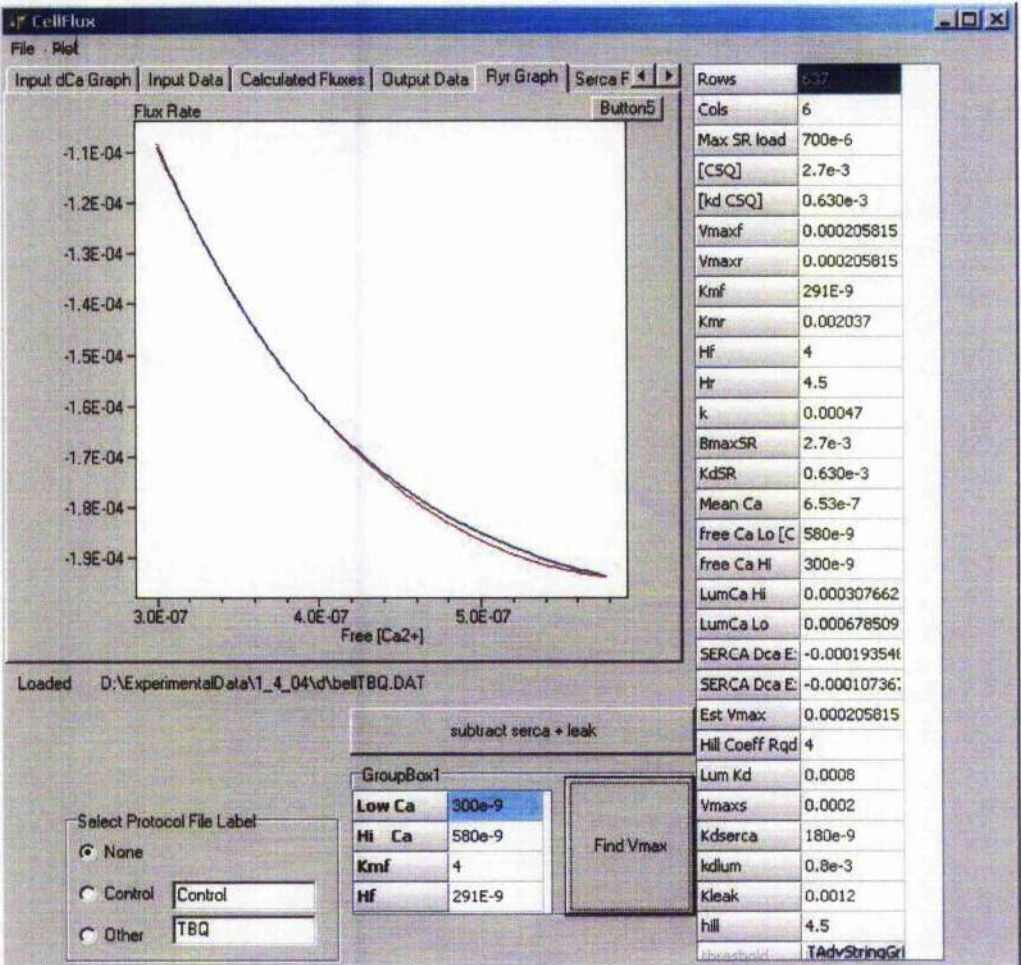 CellFlux
File Plot
Input dCa Graph Input Data Calculated Fluxes Output Data Ryr Graph Serca F
Flux Rate
Button5
-1.1E-04
-1.2E-04
-1.3E-04
-1.4E-04
-1.5E-04
-1.6E-04
-1.7E-04
-1.8E-04
-1.9E-04
3.0E-07 4.0E-07 5.0E-07
Free [Ca2+]
Loaded D:\ExperimentalData\1_4_04\d\bellTBQ.DAT
subtract serca + leak
GroupBox1
Low Ca 300e-9
Hi Ca 580e-9
Kmf 4
Hf 291E-9
Find Vmax
Select Protocol File Label
None
Control Control
Other TBQ
Rows 637
Cols 6
Max SR load 700e-6
[CSQ] 2.7e-3
[kd CSQ] 0.630e-3
Vmaxf 0.000205815
Vmaxr 0.000205815
Kmf 291E-9
Kmr 0.002037
Hf 4
Hr 4.5
k 0.00047
BmaxSR 2.7e-3
KdSR 0.630e-3
Mean Ca 6.53e-7
free Ca Lo [C 580e-9
free Ca Hi 300e-9
LumCa Hi 0.000307662
LumCa Lo 0.000678509
SERCA Dca E: -0.00019354
SERCA Dca E: -0.000107367
Est Vmax 0.000205815
Hill Coeff Rqd 4
Lum Kd 0.0008
Vmaxs 0.0002
Kdserca 180e-9
kdlum 0.8e-3
Kleak 0.0012
hill 4.5
threshold TAdvStringGri